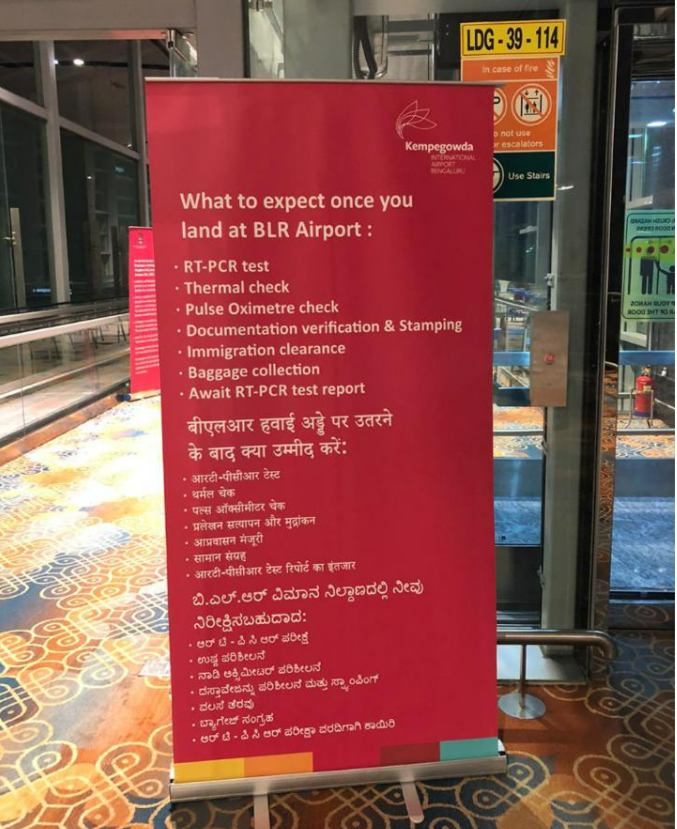 LDG - 39 - 114
In case of fire
o not use
or escalators
Use Stairs
Kempegowda
INTERNATIONAL
AIRPORT
BENGALURU
What to expect once you
land at BLR Airport :
· RT-PCR test
· Thermal check
· Pulse Oximetre check
· Documentation verification & Stamping
· Immigration clearance
· Baggage collection
· Await RT-PCR test report
बीएलआर हवाई अड्डे पर उतरने
के बाद क्या उम्मीद करें:
· आरटी-पीसीआर टेस्ट
· थर्मल चेक
· पल्स ऑक्सीमीटर चेक
· प्रलेखन सत्यापन और मुद्रांकन
· आप्रवासन मंजूरी
· सामान संग्रह
· आरटी-पीसीआर टेस्ट रिपोर्ट का इंतजार
ಬಿ.ಎಲ್.ಆರ್ ವಿಮಾನ ನಿಲ್ದಾಣದಲ್ಲಿ ನೀವು
ನಿರೀಕ್ಷಿಸಬಹುದಾದ:
· ಆರ್ ಟಿ - ಪಿ ಸಿ ಆರ್ ಪರೀಕ್ಷೆ
· ಉಷ್ಣ ಪರಿಶೀಲನೆ
· ನಾಡಿ ಆಕ್ಸಿಮೀಟರ್ ಪರಿಶೀಲನೆ
· ದಸ್ತಾವೇಜನ್ನು ಪರಿಶೀಲನೆ ಮತ್ತು ಸ್ಟ್ಯಾಂಪಿಂಗ್
· ವಲಸೆ ತೆರವು
· ಬ್ಯಾಗೇಜ್ ಸಂಗ್ರಹ
· ಆರ್ ಟಿ - ಪಿ ಸಿ ಆರ್ ಪರೀಕ್ಷಾ ವರದಿಗಾಗಿ ಕಾಯಿರಿ